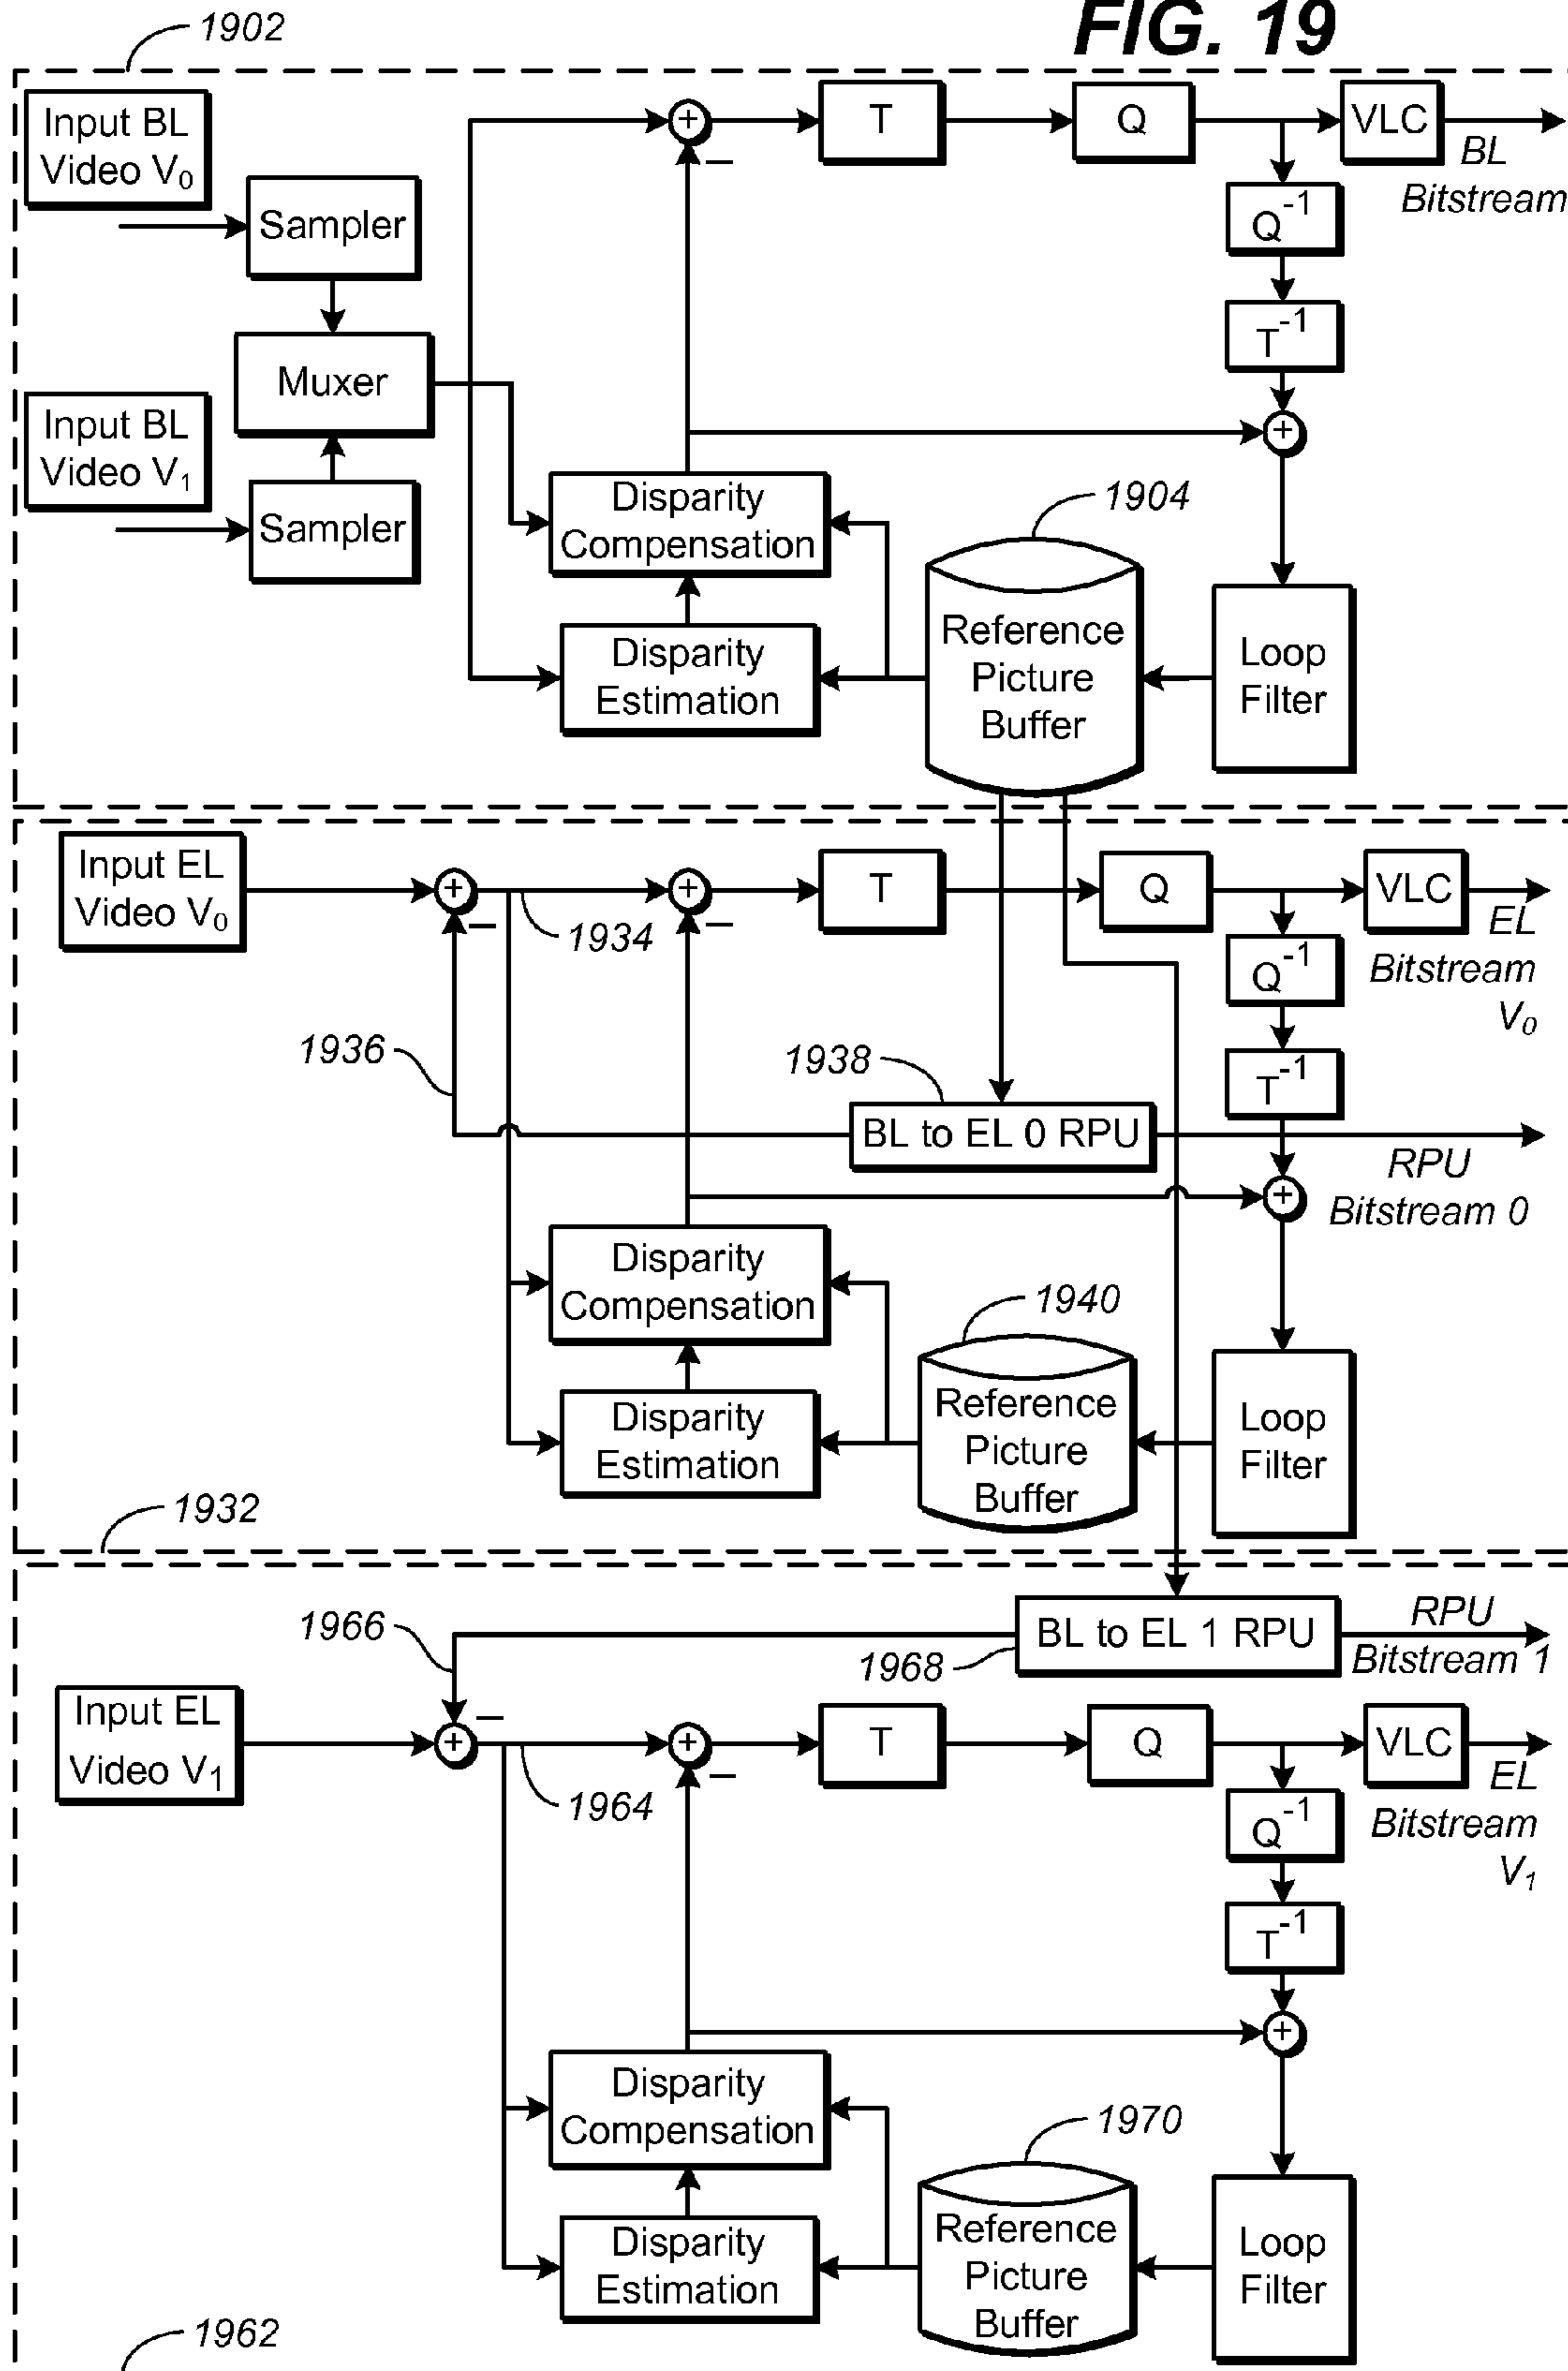 FIG. 19
1902
Input BL
Video V₀
Sampler
Muxer
Input BL
Video V₁
Sampler
+
−
T
Q
VLC
BL
Bitstream
Q⁻¹
T⁻¹
+
Disparity
Compensation
Disparity
Estimation
1904
Reference
Picture
Buffer
Loop
Filter
Input EL
Video V₀
+
−
1934
+
−
T
Q
VLC
EL
Bitstream
V₀
Q⁻¹
T⁻¹
1936
1938
BL to EL 0 RPU
RPU
Bitstream 0
+
Disparity
Compensation
Disparity
Estimation
1940
Reference
Picture
Buffer
Loop
Filter
1932
1966
BL to EL 1 RPU
1968
RPU
Bitstream 1
Input EL
Video V₁
+
−
1964
+
−
T
Q
VLC
EL
Bitstream
V₁
Q⁻¹
T⁻¹
+
Disparity
Compensation
Disparity
Estimation
1970
Reference
Picture
Buffer
Loop
Filter
1962